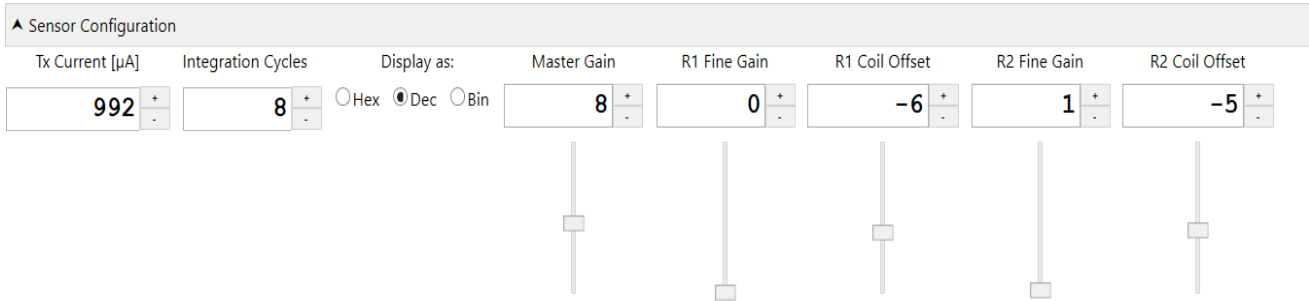 Sensor Configuration
Tx Current [µA] Integration Cycles Display as: Master Gain R1 Fine Gain R1 Coil Offset R2 Fine Gain R2 Coil Offset
992 + - 8 + - Hex Dec Bin 8 + - 0 + - -6 + - 1 + - -5 + -